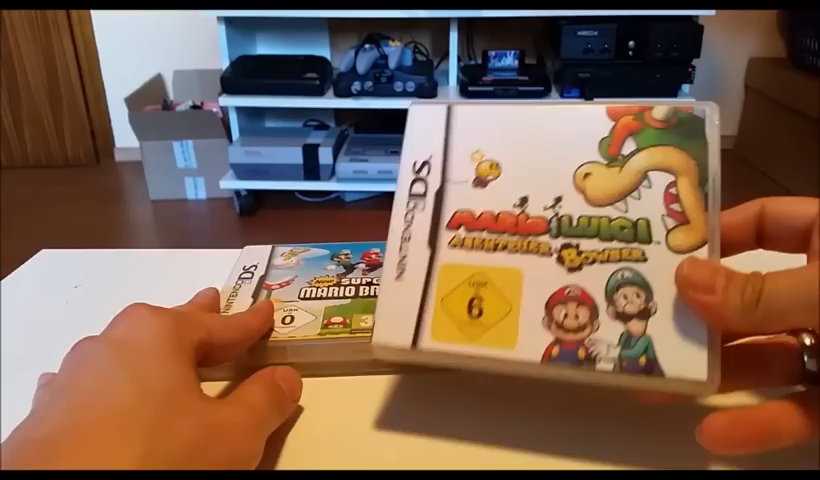 NINTENDO DS
MARIO & LUIGI
ABENTEUER BOWSER
USK
6
NINTENDO DS
NEW
SUPER
MARIO BR
USK
0